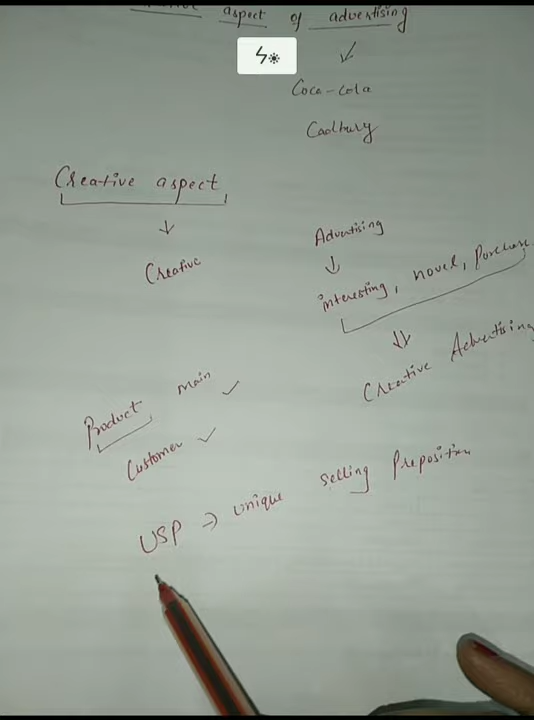 aspect of advertising
Coca-cola
Cadbury
Creative aspect
Creative
Advertising
interesting, novel, Purchase
Creative Advertising
Product main
Customer
USP ⇒ Unique Selling Preposition